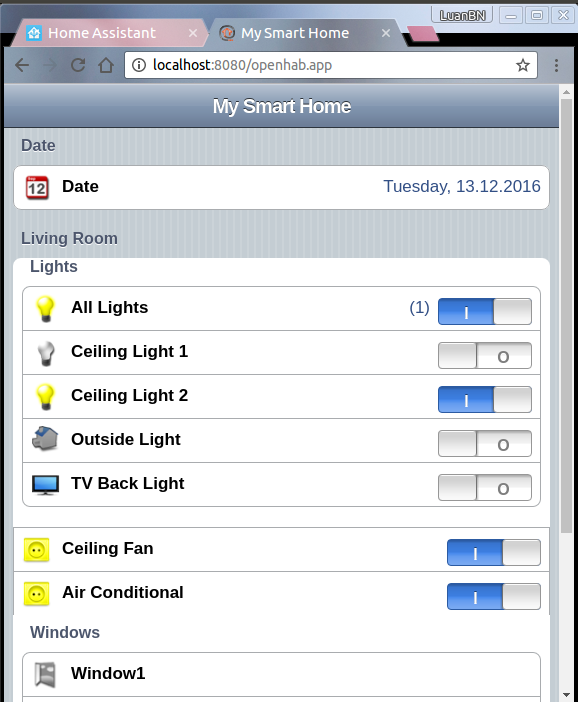 LuanBN
Home Assistant
My Smart Home
localhost:8080/openhab.app
My Smart Home
Date
Sep
12
Date
Tuesday, 13.12.2016
Living Room
Lights
All Lights (1) I
Ceiling Light 1 O
Ceiling Light 2 I
Outside Light O
TV Back Light O
Ceiling Fan I
Air Conditional I
Windows
Window1